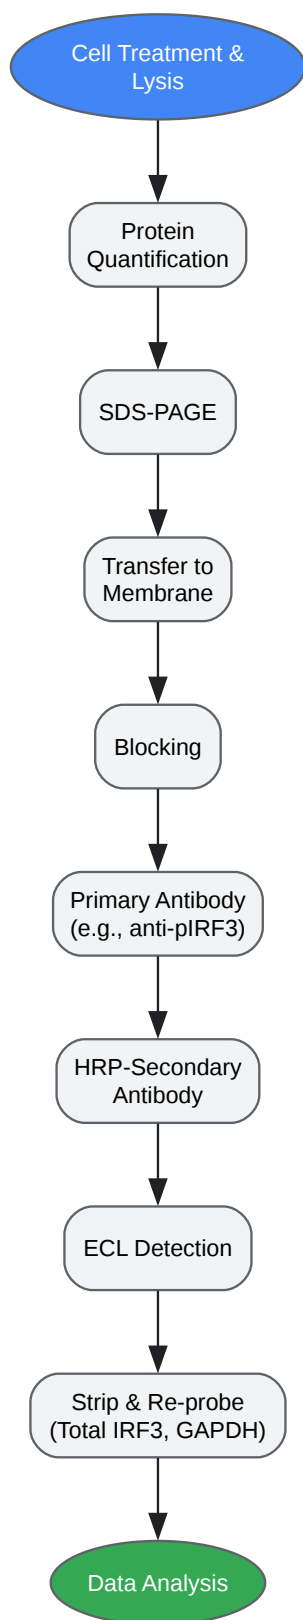 Cell Treatment &
Lysis
Protein
Quantification
SDS-PAGE
Transfer to
Membrane
Blocking
Primary Antibody
(e.g., anti-pIRF3)
HRP-Secondary
Antibody
ECL Detection
Strip & Re-probe
(Total IRF3, GAPDH)
Data Analysis